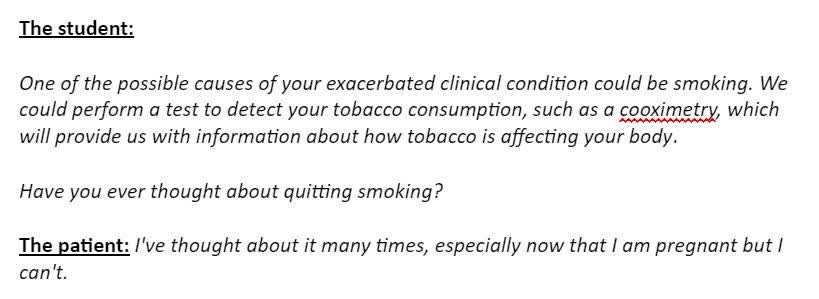 The student:
One of the possible causes of your exacerbated clinical condition could be smoking. We
could perform a test to detect your tobacco consumption, such as a cooximetry, which
will provide us with information about how tobacco is affecting your body.
Have you ever thought about quitting smoking?
The patient: I've thought about it many times, especially now that I am pregnant but I
can't.